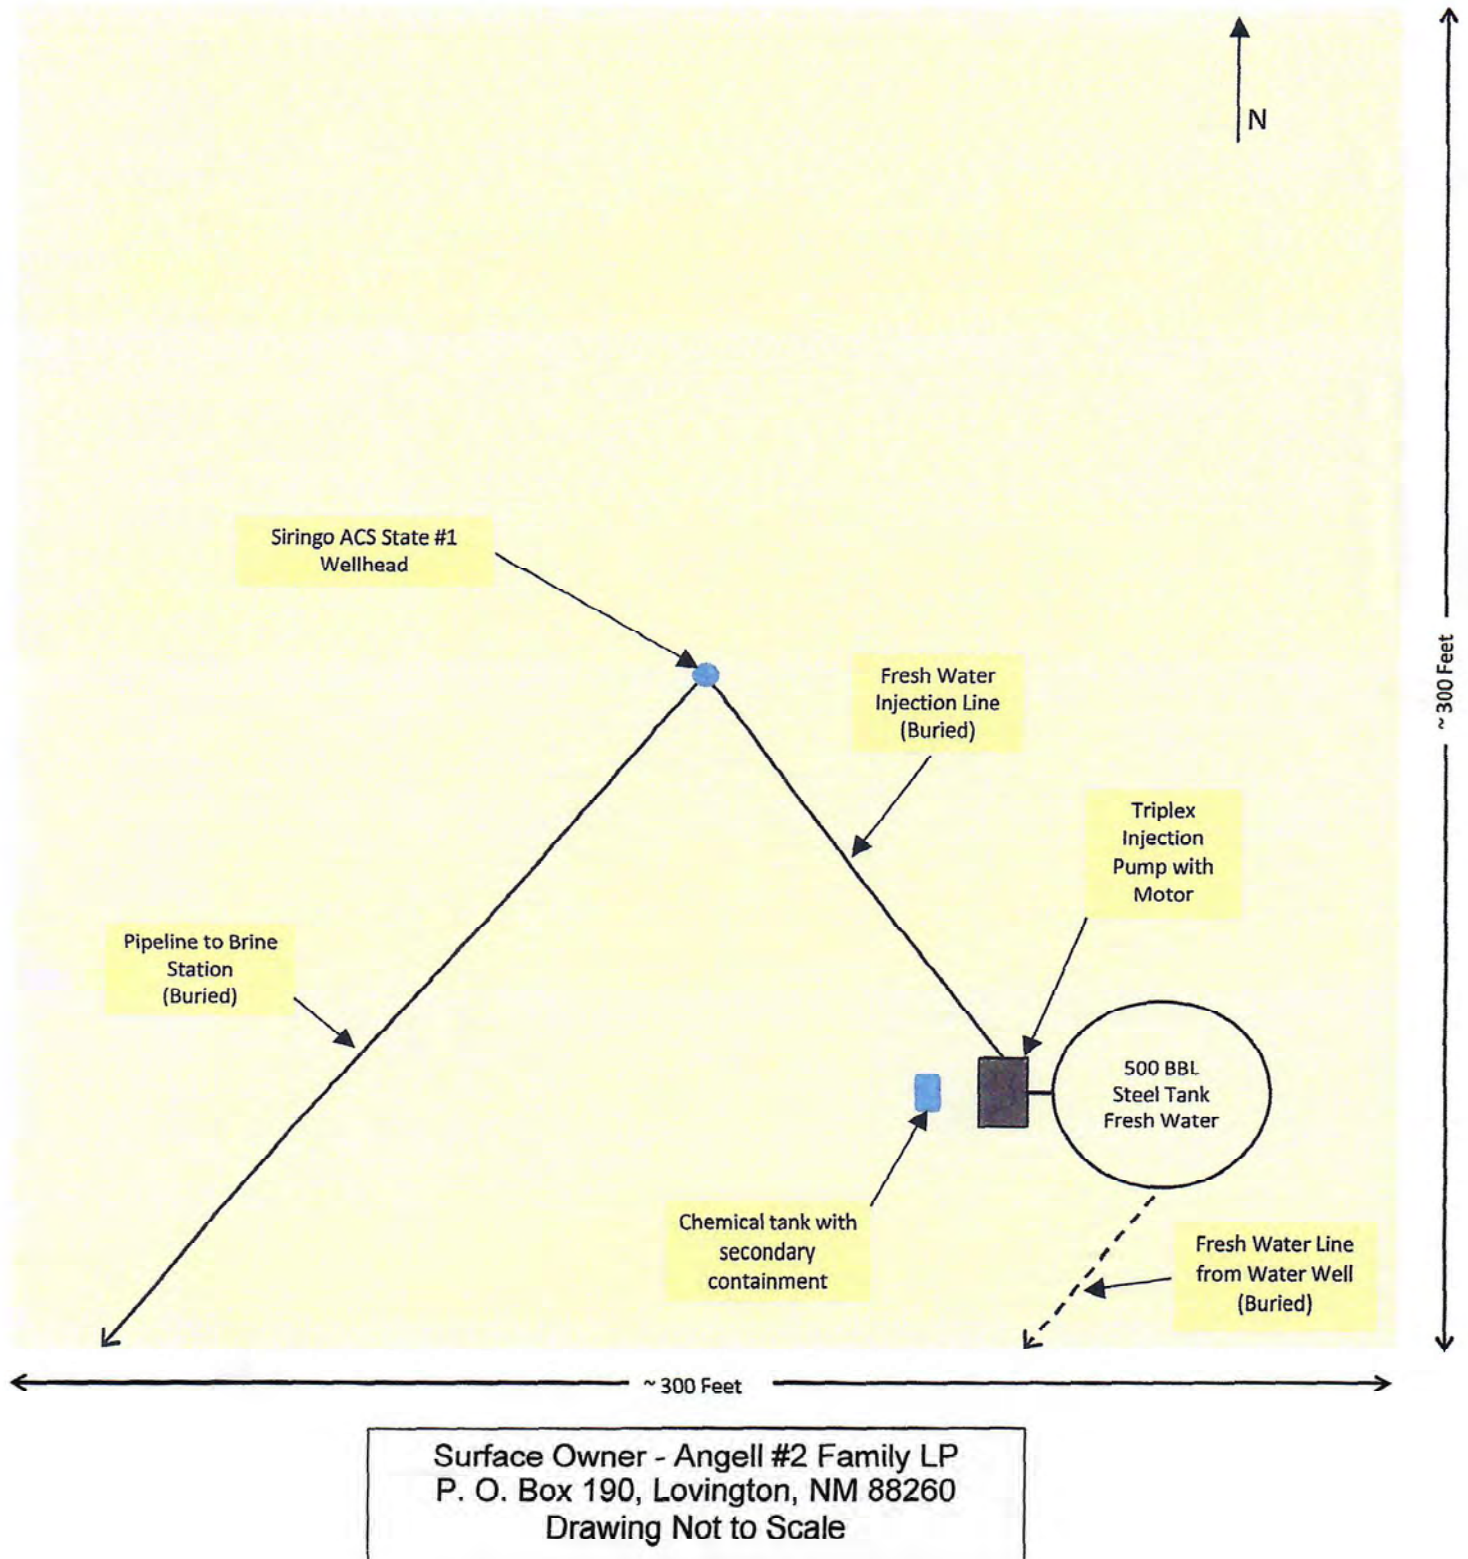 N
Siringo ACS State #1
Wellhead
Fresh Water
Injection Line
(Buried)
~300 Feet
Triplex
Injection
Pump with
Motor
Pipeline to Brine
Station
(Buried)
500 BBL
Steel Tank
Fresh Water
Chemical tank with
secondary
containment
Fresh Water Line
from Water Well
(Buried)
~ 300 Feet
Surface Owner - Angell #2 Family LP
P. O. Box 190, Lovington, NM 88260
Drawing Not to Scale